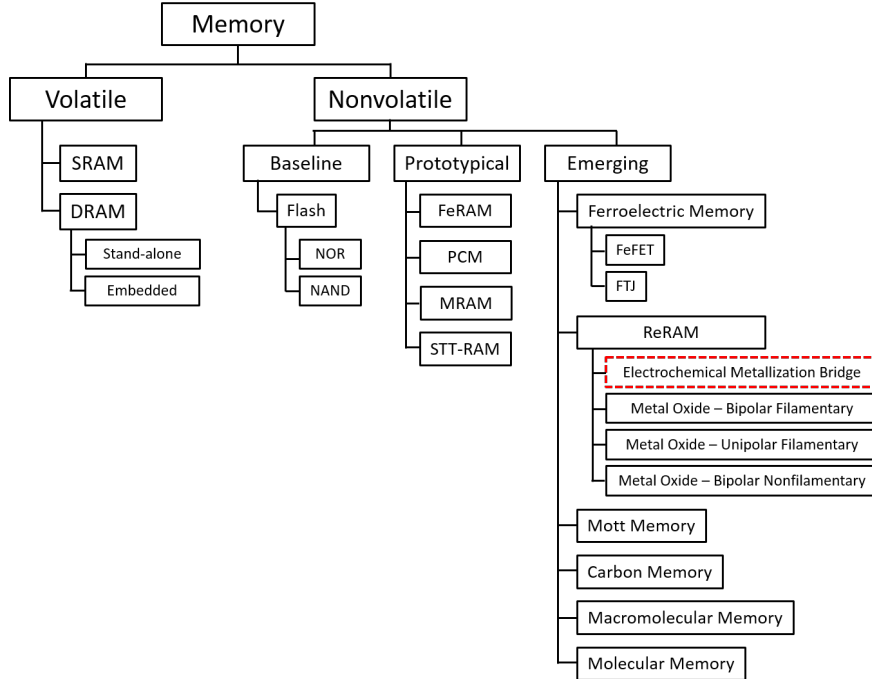 Memory
Volatile
Nonvolatile
SRAM
DRAM
Stand-alone
Embedded
Baseline
Flash
NOR
NAND
Prototypical
FeRAM
PCM
MRAM
STT-RAM
Emerging
Ferroelectric Memory
FeFET
FTJ
ReRAM
Electrochemical Metallization Bridge
Metal Oxide – Bipolar Filamentary
Metal Oxide – Unipolar Filamentary
Metal Oxide – Bipolar Nonfilamentary
Mott Memory
Carbon Memory
Macromolecular Memory
Molecular Memory